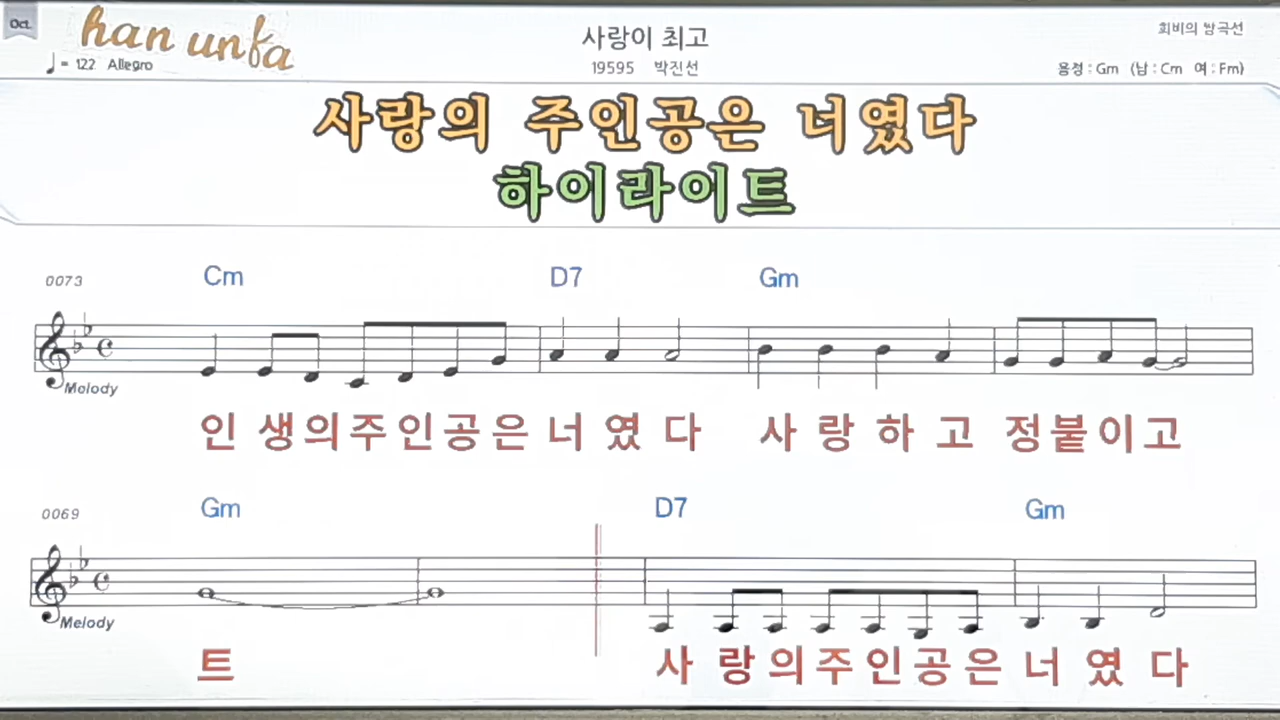 Oct.
han unfa
♩= 122 Allegro
사랑이 최고
19595 박진선
희비의 쌍곡선
용정 : Gm (남 : Cm 여 : Fm)
사랑의 주인공은 너였다
하이라이트
0073
Cm D7 Gm
Melody
인 생의주인공은 너 였 다 사 랑 하 고 정붙이고
0069
Gm D7 Gm
Melody
트 사 랑의주인공은 너 였 다